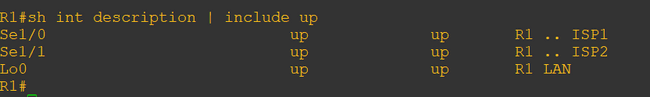 R1#sh int description | include up
Se1/0 up up R1 .. ISP1
Se1/1 up up R1 .. ISP2
Lo0 up up R1 LAN
R1#